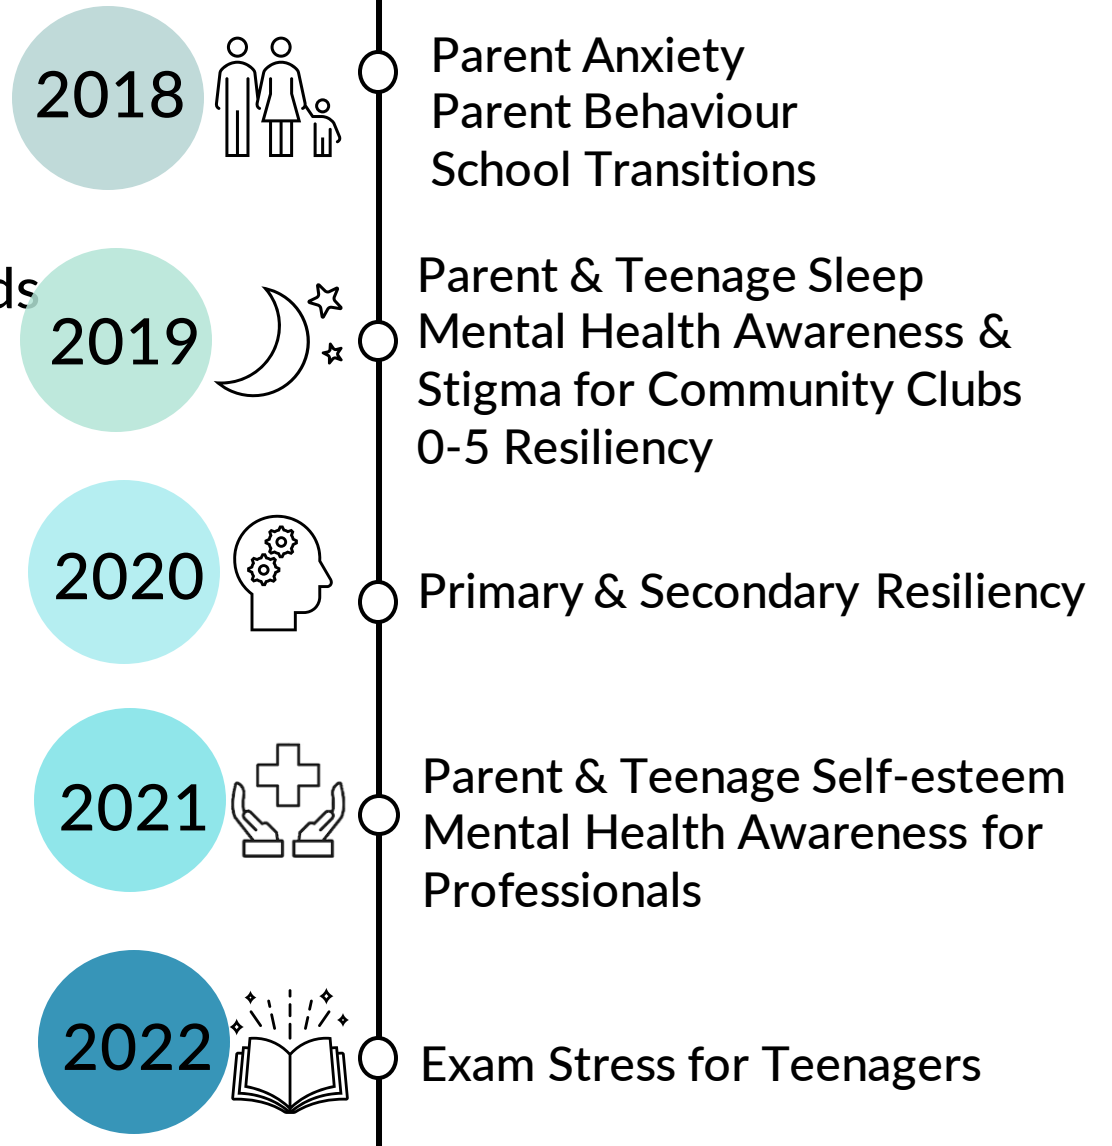 2018
Parent Anxiety
Parent Behaviour
School Transitions
ds
2019
Parent & Teenage Sleep
Mental Health Awareness &
Stigma for Community Clubs
0-5 Resiliency
2020
Primary & Secondary Resiliency
2021
Parent & Teenage Self-esteem
Mental Health Awareness for
Professionals
2022
Exam Stress for Teenagers